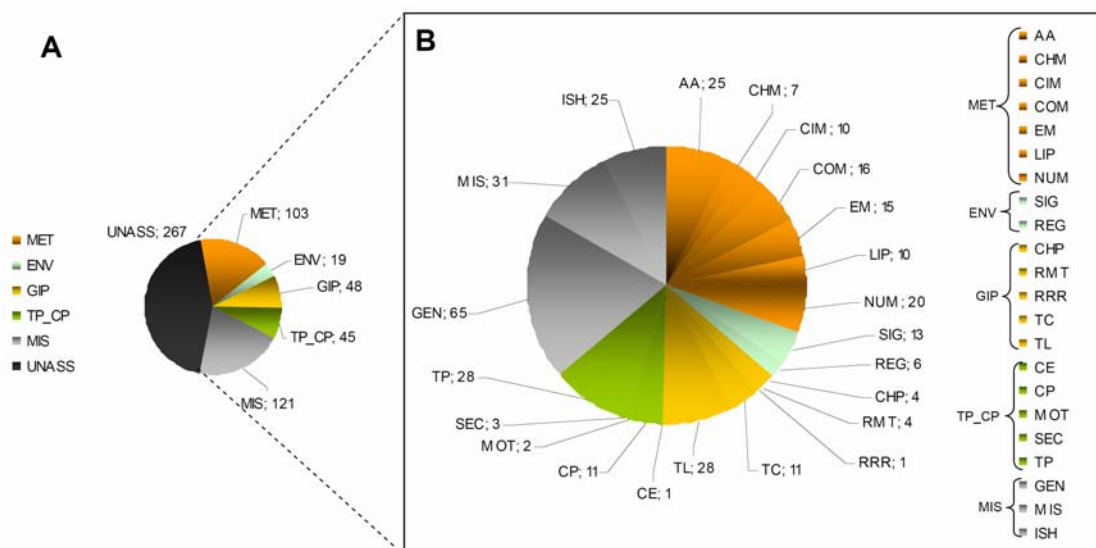 A
UNASS; 267
MET; 103
ENV; 19
GIP; 48
TP_CP; 45
MIS; 121
MET
ENV
GIP
TP_CP
MIS
UNASS
B
AA; 25
CHM; 7
CIM; 10
COM; 16
EM; 15
LIP; 10
NUM; 20
SIG; 13
REG; 6
CHP; 4
RMT; 4
RRR; 1
TC; 11
TL; 28
CE; 1
CP; 11
MOT; 2
SEC; 3
TP; 28
GEN; 65
MIS; 31
ISH; 25
MET
AA
CHM
CIM
COM
EM
LIP
NUM
ENV
SIG
REG
GIP
CHP
RMT
RRR
TC
TL
TP_CP
CE
CP
MOT
SEC
TP
MIS
GEN
MIS
ISH